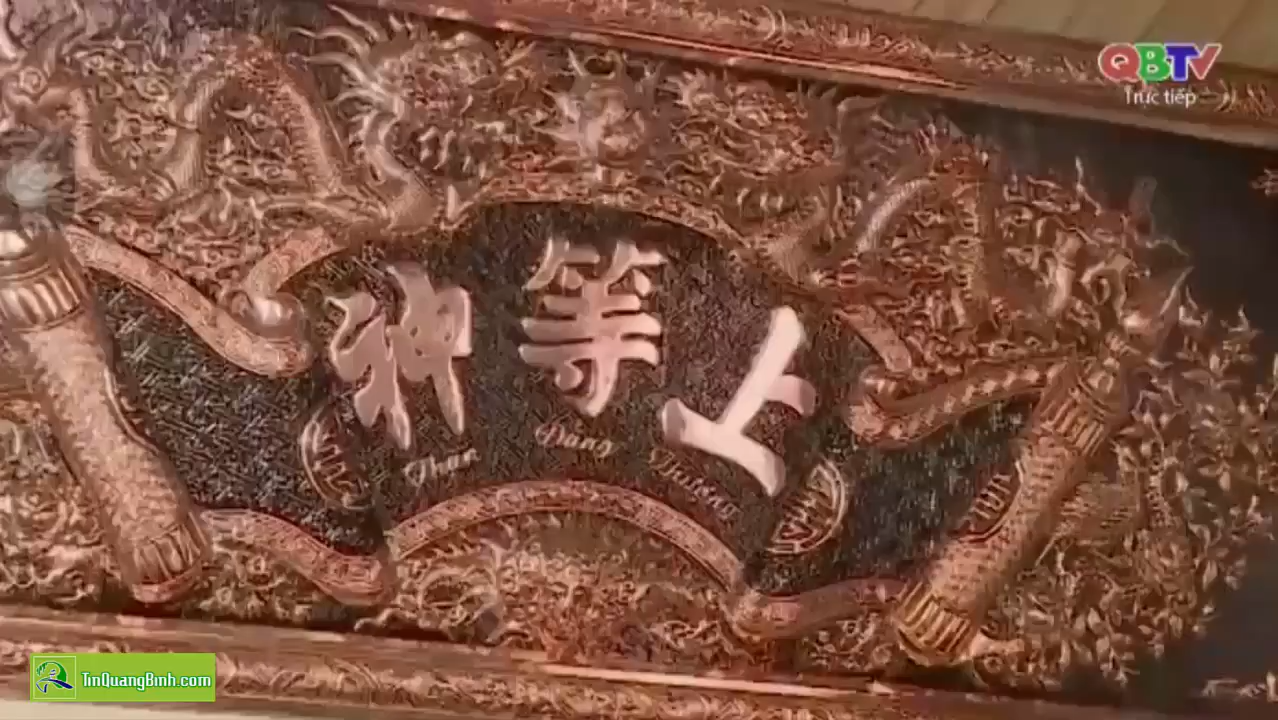 QBTV
Trực tiếp
神等上
Thần Đẳng Thượng
TinQuangBinh.com